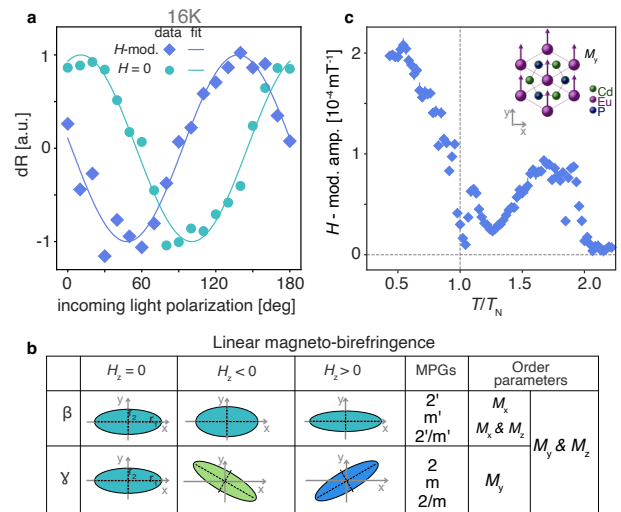 a
16K
data fit
H-mod.
H = 0
dR [a.u.]
1
0
-1
0 60 120 180
incoming light polarization [deg]
c
H - mod. amp. [10⁻⁴ mT⁻¹]
2
1
0
0.5 1.0 1.5 2.0
T/T_N
M_y
Cd
Eu
P
y
x
b
Linear magneto-birefringence
H_z = 0 H_z < 0 H_z > 0 MPGs Order
parameters
β
y y y
r_2
r_1
x x x
2'
m'
2'/m'
M_x
M_x & M_z
M_y & M_z
γ
y y y
r_2
x x x
2
m
2/m
M_y